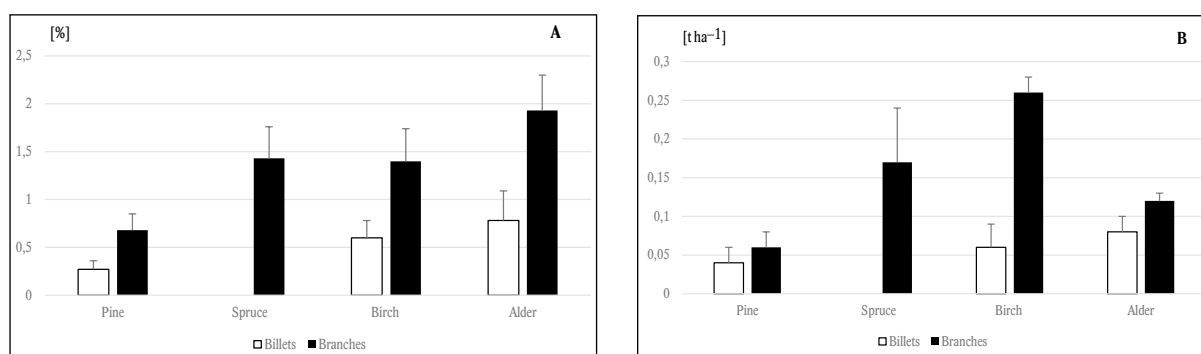 [%]
A
2,5
2
1,5
1
0,5
0
Pine Spruce Birch Alder
Billets Branches
[t ha–1]
B
0,3
0,25
0,2
0,15
0,1
0,05
0
Pine Spruce Birch Alder
Billets Branches